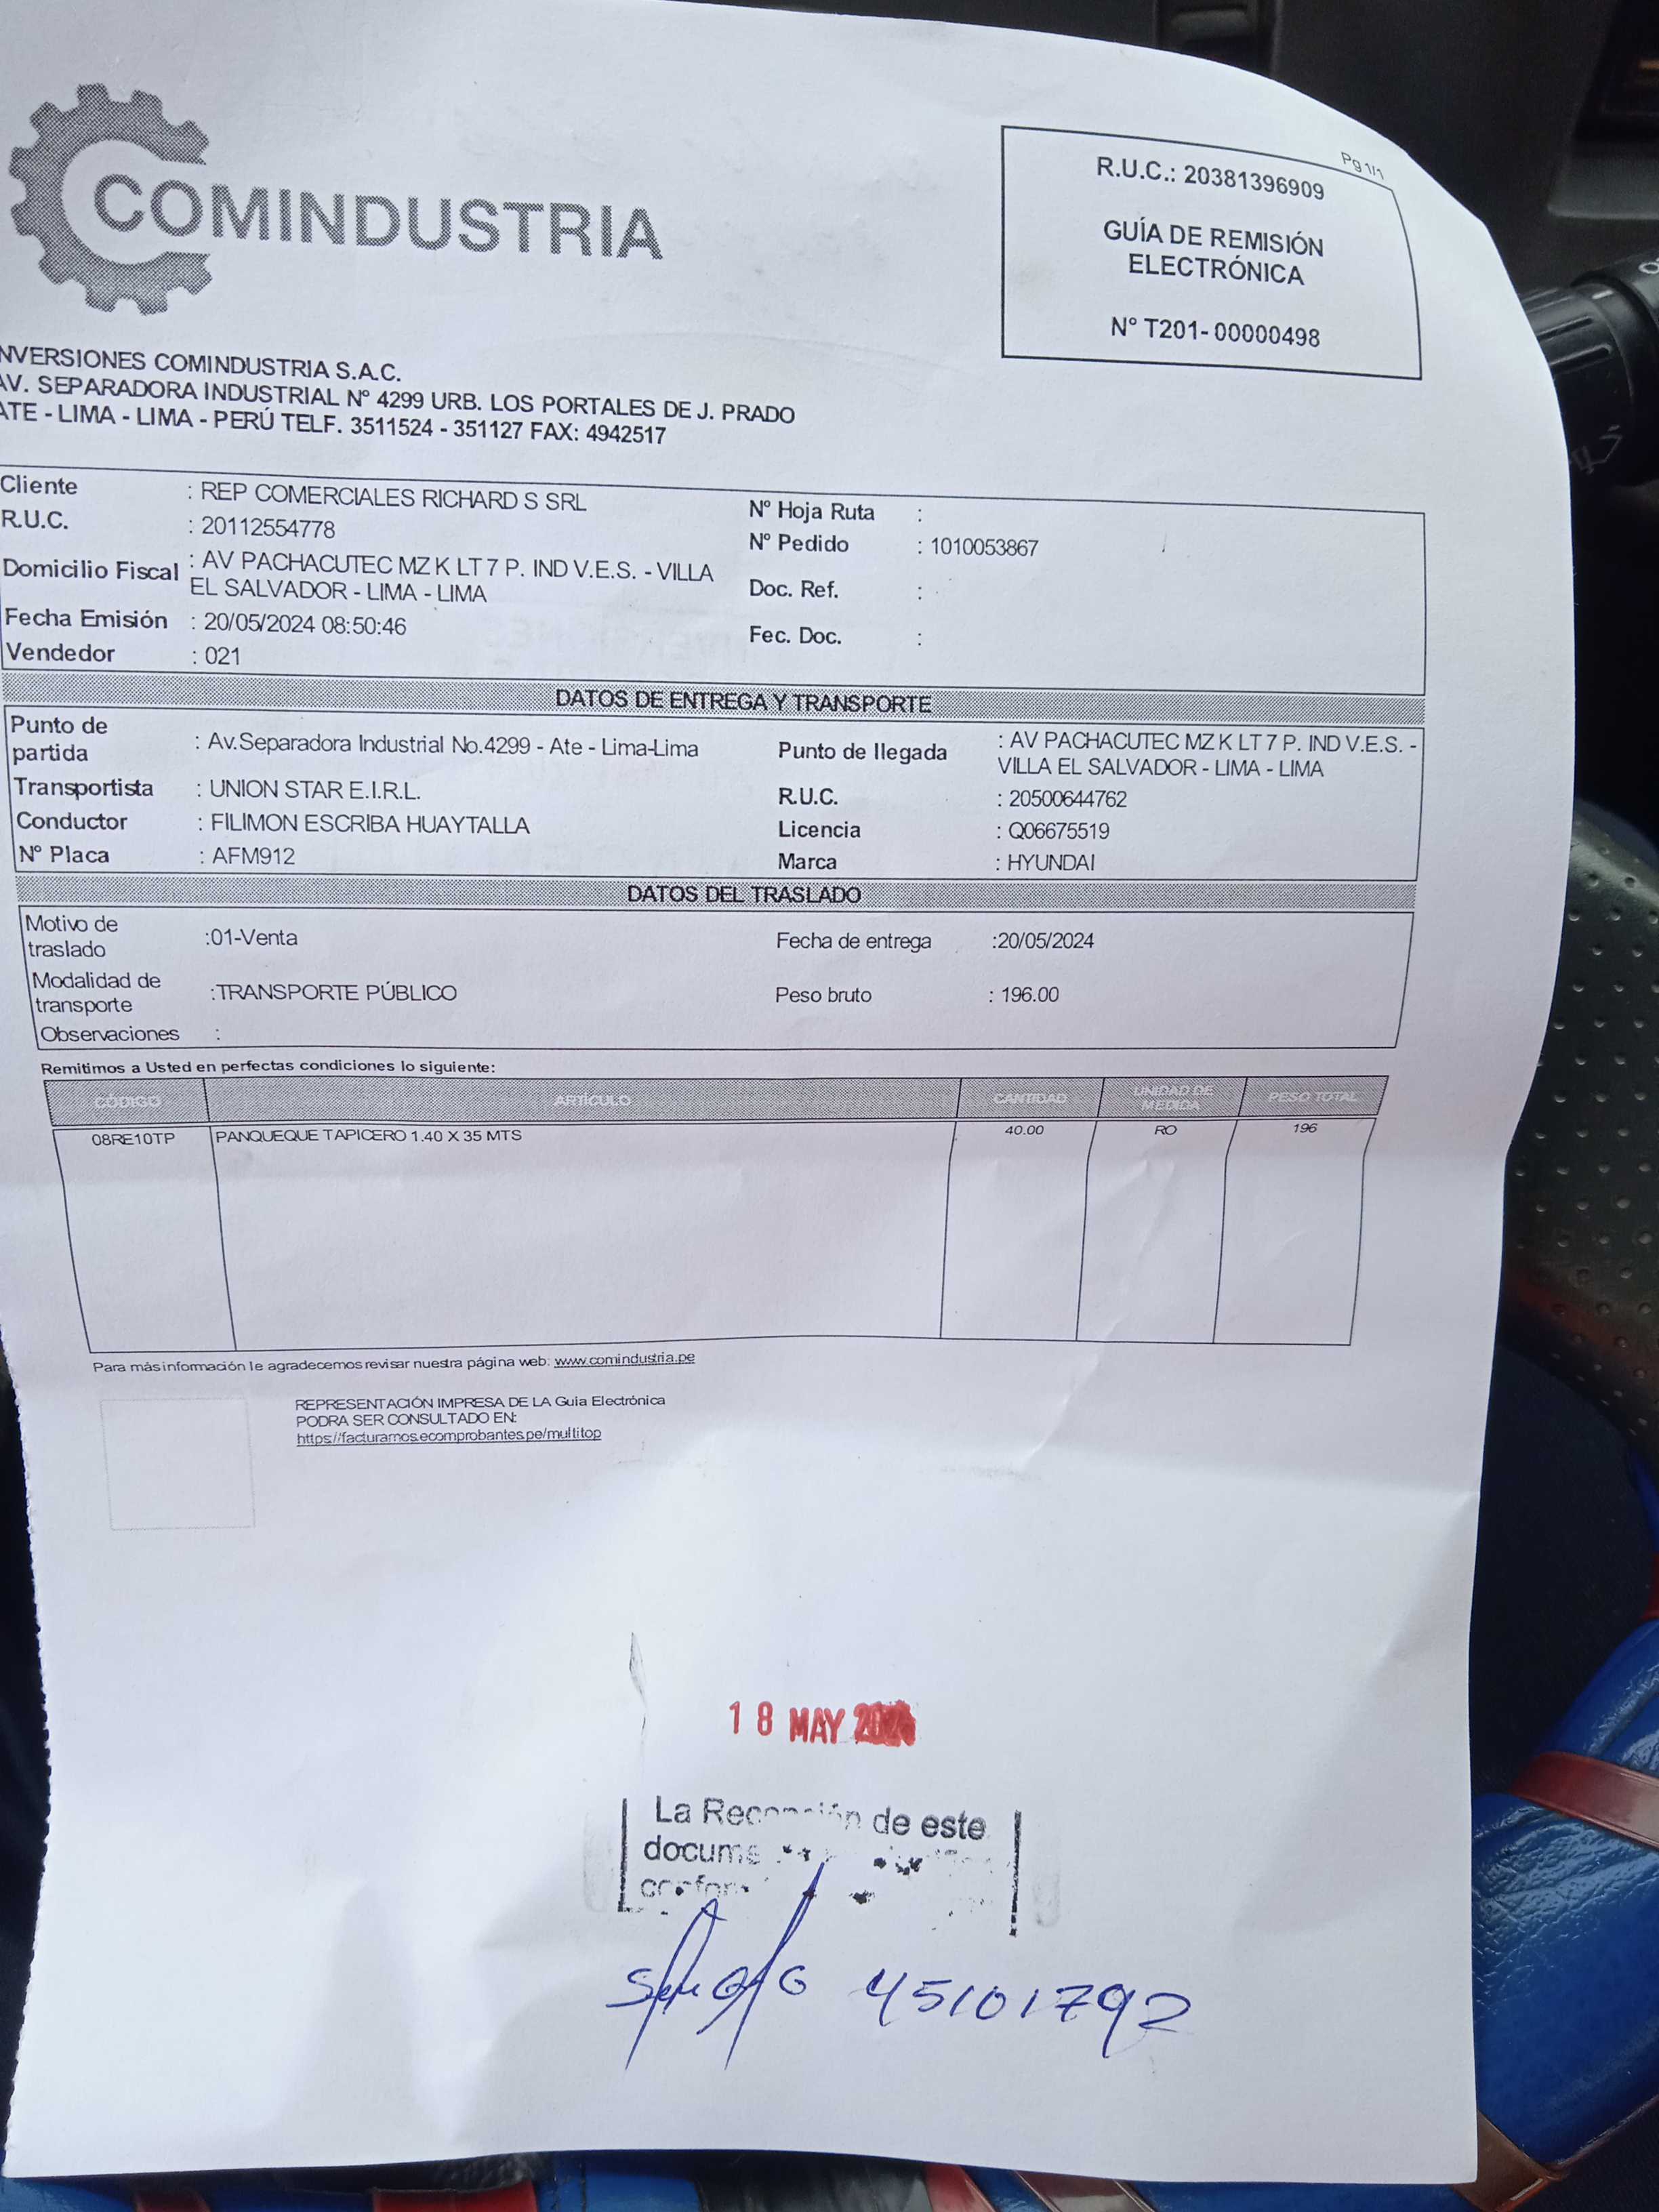 COMINDUSTRIA
Pg 1/1
R.U.C.: 20381396909
GUÍA DE REMISIÓN
ELECTRÓNICA
Nº T201- 00000498
NVERSIONES COMINDUSTRIA S.A.C.
AV. SEPARADORA INDUSTRIAL Nº 4299 URB. LOS PORTALES DE J. PRADO
ATE - LIMA - LIMA - PERÚ TELF. 3511524 - 351127 FAX: 4942517
Cliente : REP COMERCIALES RICHARD S SRL
R.U.C. : 20112554778
Domicilio Fiscal : AV PACHACUTEC MZ K LT 7 P. IND V.E.S. - VILLA
EL SALVADOR - LIMA - LIMA
Fecha Emisión : 20/05/2024 08:50:46
Vendedor : 021
Nº Hoja Ruta :
Nº Pedido : 1010053867
Doc. Ref. :
Fec. Doc. :
DATOS DE ENTREGA Y TRANSPORTE
Punto de
partida : Av.Separadora Industrial No.4299 - Ate - Lima-Lima
Transportista : UNION STAR E.I.R.L.
Conductor : FILIMON ESCRIBA HUAYTALLA
Nº Placa : AFM912
Punto de llegada : AV PACHACUTEC MZ K LT 7 P. IND V.E.S. -
VILLA EL SALVADOR - LIMA - LIMA
R.U.C. : 20500644762
Licencia : Q06675519
Marca : HYUNDAI
DATOS DEL TRASLADO
Motivo de
traslado :01-Venta
Modalidad de
transporte :TRANSPORTE PÚBLICO
Observaciones :
Fecha de entrega :20/05/2024
Peso bruto : 196.00
Remitimos a Usted en perfectas condiciones lo siguiente:
CÓDIGO ARTÍCULO CANTIDAD UNIDAD DE MEDIDA PESO TOTAL
08RE10TP PANQUEQUE TAPICERO 1.40 X 35 MTS 40.00 RO 196
Para más información le agradecemos revisar nuestra página web: www.comindustria.pe
REPRESENTACIÓN IMPRESA DE LA Guia Electrónica
PODRA SER CONSULTADO EN:
https://facturamos.ecomprobantes.pe/multitop
18 MAY
La Recepción de este
45101792